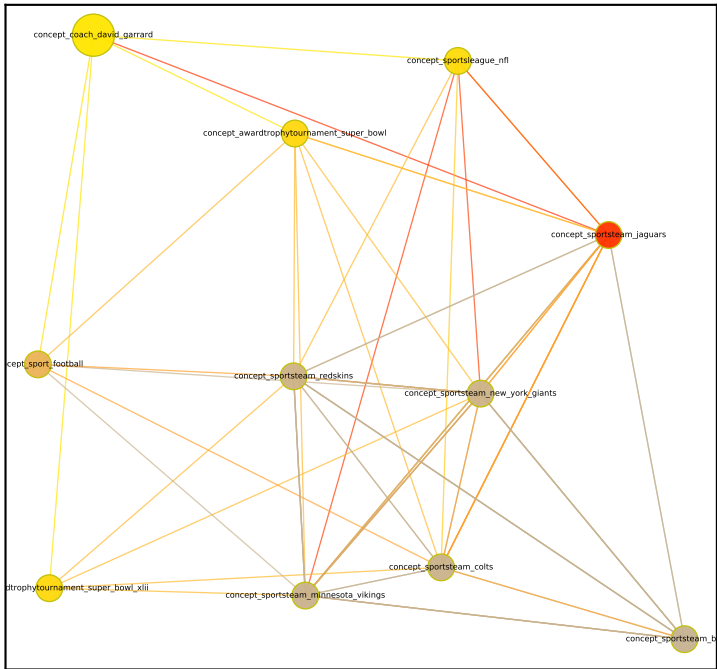 concept_coach_david_garrard
concept_sportsleague_nfl
concept_awardtrophytournament_super_bowl
concept_sportsteam_jaguars
cept_sport_football
concept_sportsteam_redskins
concept_sportsteam_new_york_giants
concept_sportsteam_colts
dtrophytournament_super_bowl_xlii
concept_sportsteam_minnesota_vikings
concept_sportsteam_b